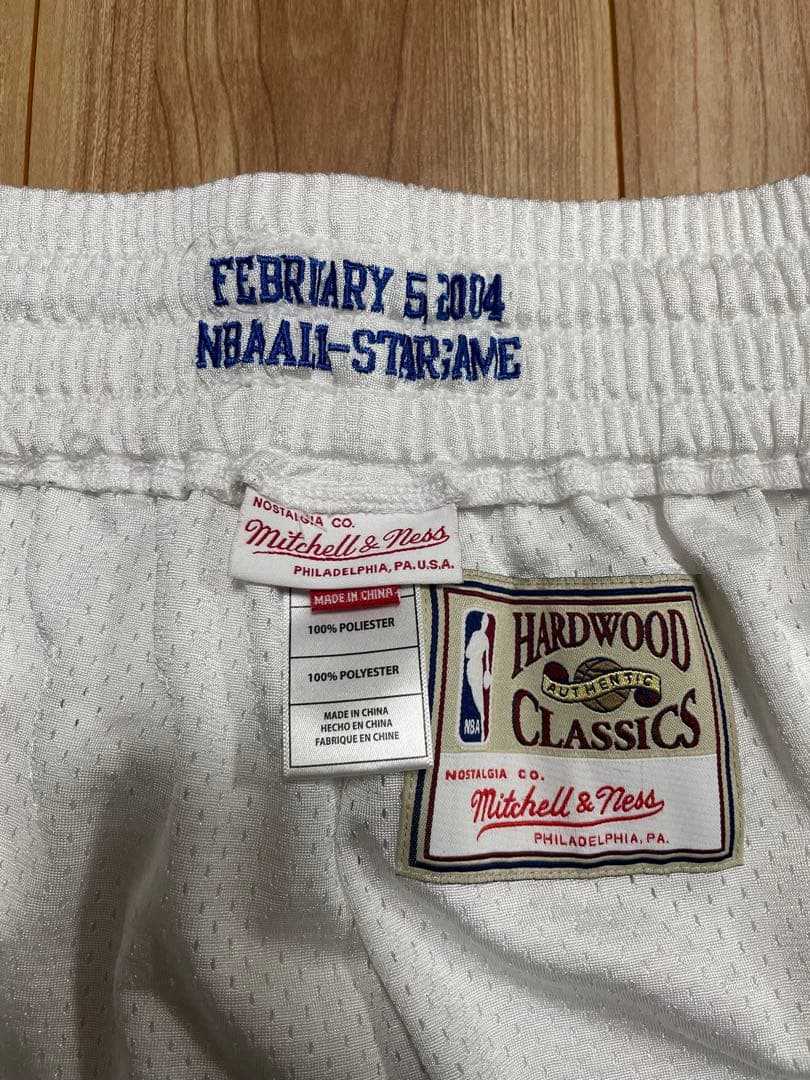 FEBRUARY 5, 2004
NBA ALL-STAR GAME
NOSTALGIA CO.
Mitchell & Ness
PHILADELPHIA, PA. U.S.A.
MADE IN CHINA
100% POLIESTER
100% POLYESTER
MADE IN CHINA
HECHO EN CHINA
FABRIQUE EN CHINE
NBA
HARDWOOD
AUTHENTIC
CLASSICS
NOSTALGIA CO.
Mitchell & Ness
PHILADELPHIA, PA.